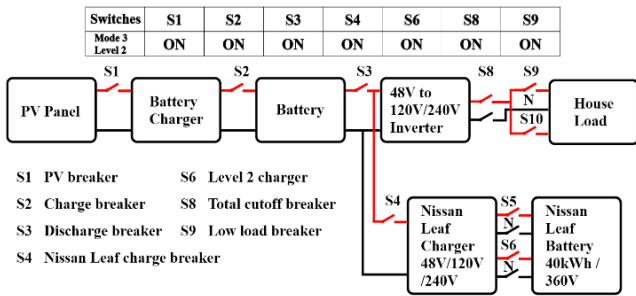 Switches S1 S2 S3 S4 S6 S8 S9
Mode 3 Level 2 ON ON ON ON ON ON ON
S1 S2 S3 S8 S9
PV Panel
Battery
Charger
Battery
48V to
120V/240V
Inverter
N
S10
House
Load
S1 PV breaker S6 Level 2 charger
S2 Charge breaker S8 Total cutoff breaker
S3 Discharge breaker S9 Low load breaker
S4 Nissan Leaf charge breaker
S4
Nissan
Leaf
Charger
48V/120V
/240V
S5
N
S6
N
Nissan
Leaf
Battery
40kWh /
360V